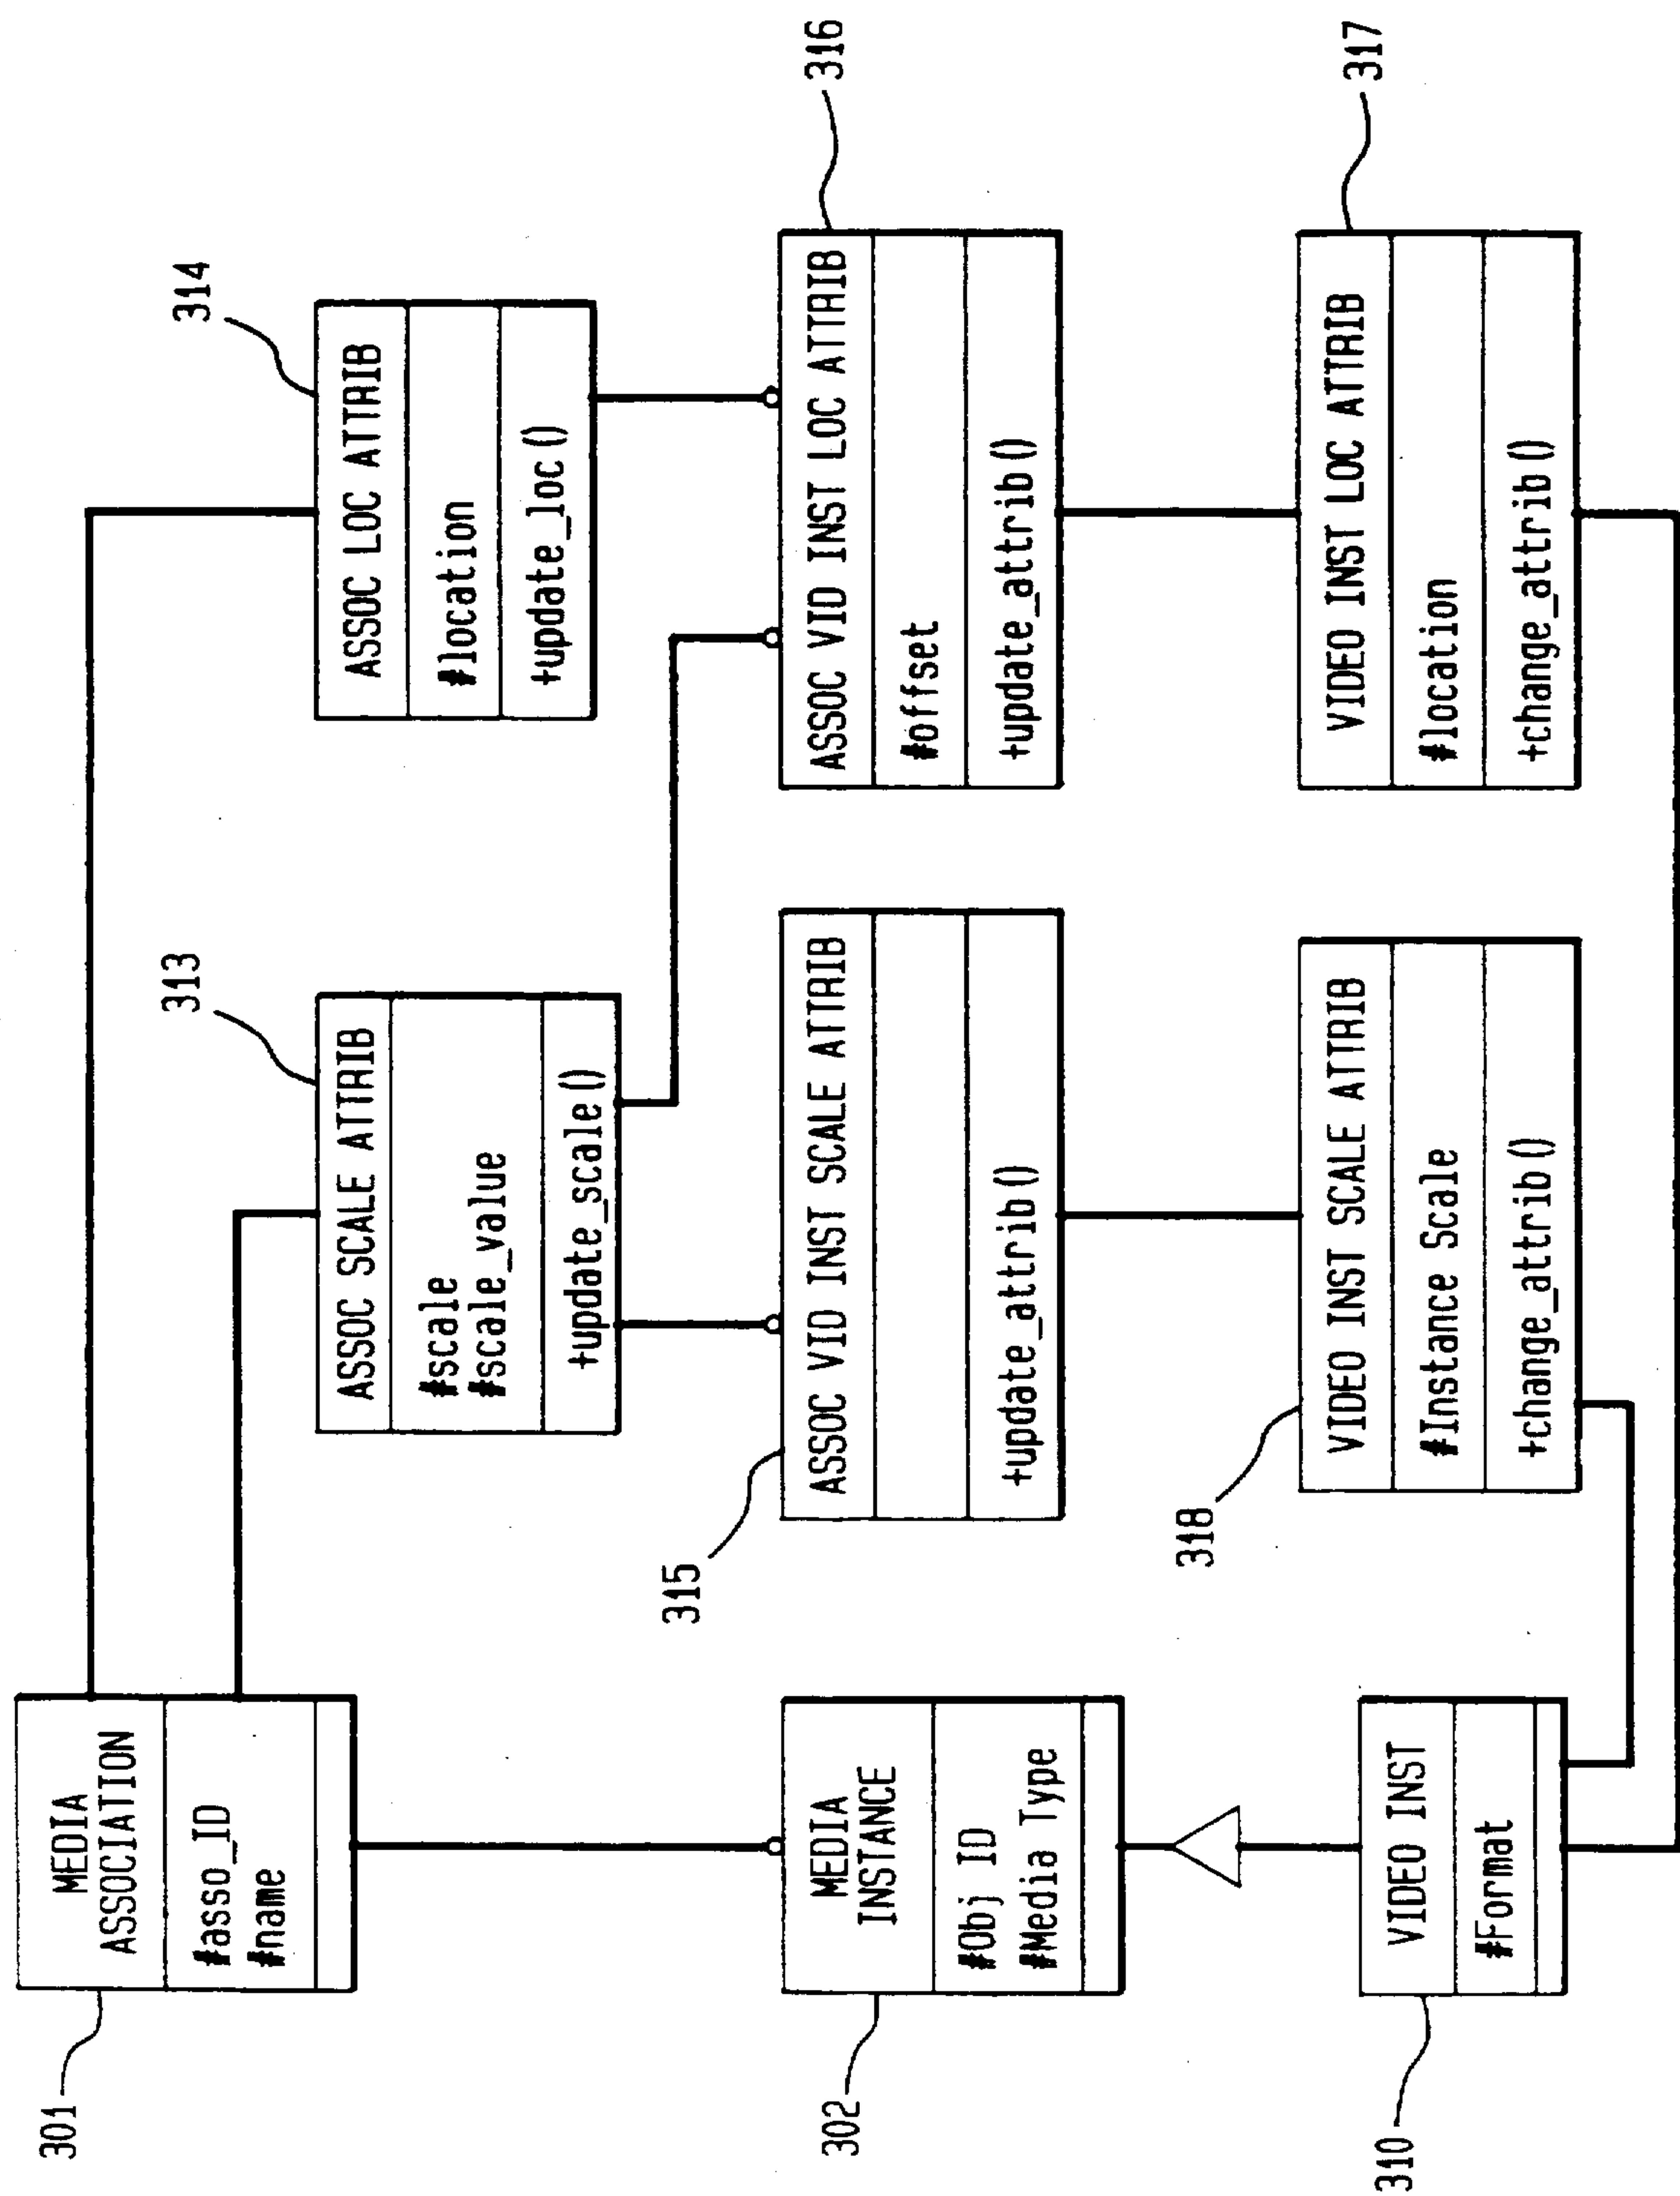 301
MEDIA
ASSOCIATION
#asso_ID
#name
313
ASSOC SCALE ATTRIB
#scale
#scale_value
+update_scale()
314
ASSOC LOC ATTRIB
#location
+update_loc()
302
MEDIA
INSTANCE
#Obj ID
#Media Type
315
ASSOC VID INST SCALE ATTRIB
+update_attrib()
316
ASSOC VID INST LOC ATTRIB
#offset
+update_attrib()
310
VIDEO INST
#Format
318
VIDEO INST SCALE ATTRIB
#Instance Scale
+change_attrib()
317
VIDEO INST LOC ATTRIB
#location
+change_attrib()